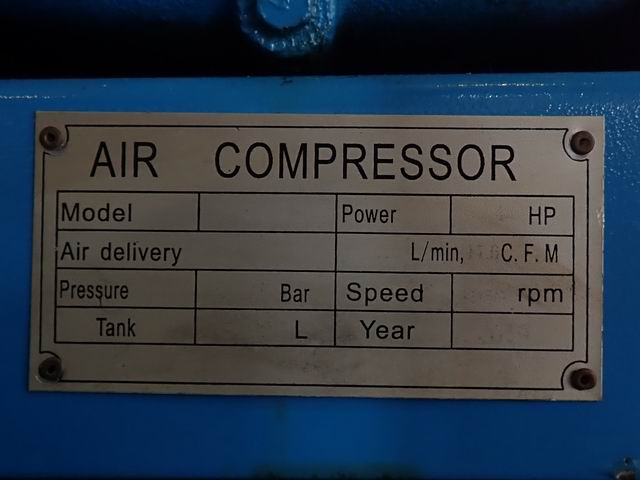 AIR COMPRESSOR
Model Power HP
Air delivery L/min, C.F.M
Pressure Bar Speed rpm
Tank L Year